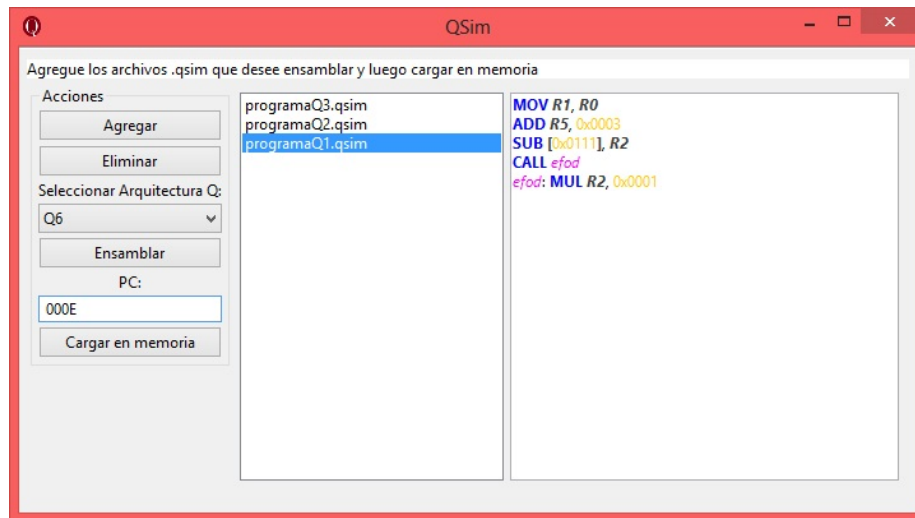 QSim
Agregue los archivos .qsim que desee ensamblar y luego cargar en memoria
Acciones
Agregar
Eliminar
Seleccionar Arquitectura Q:
Q6
Ensamblar
PC:
000E
Cargar en memoria
programaQ3.qsim
programaQ2.qsim
programaQ1.qsim
MOV R1, R0
ADD R5, 0x0003
SUB [0x0111], R2
CALL efod
efod: MUL R2, 0x0001